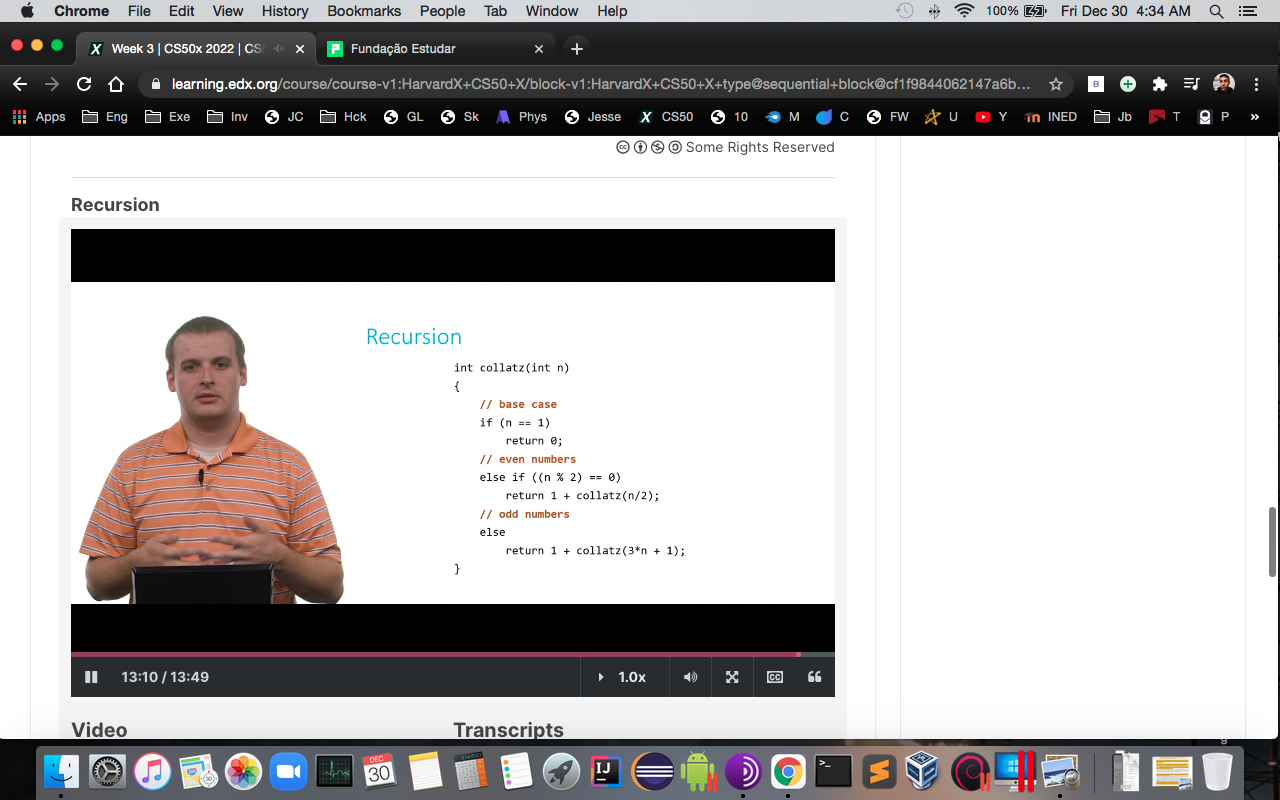 Chrome File Edit View History Bookmarks People Tab Window Help 100% Fri Dec 30 4:34 AM
Week 3 | CS50x 2022 | CS Fundação Estudar
learning.edx.org/course/course-v1:HarvardX+CS50+X/block-v1:HarvardX+CS50+X+type@sequential+block@cf1f9844062147a6b... B
Apps Eng Exe Inv JC Hck GL Sk Phys Jesse CS50 10 M C FW U Y INED Jb T P »
Some Rights Reserved
Recursion
Recursion
int collatz(int n)
{
// base case
if (n == 1)
return 0;
// even numbers
else if ((n % 2) == 0)
return 1 + collatz(n/2);
// odd numbers
else
return 1 + collatz(3*n + 1);
}
13:10 / 13:49 1.0x CC
Video Transcripts
DEC
30
IJ